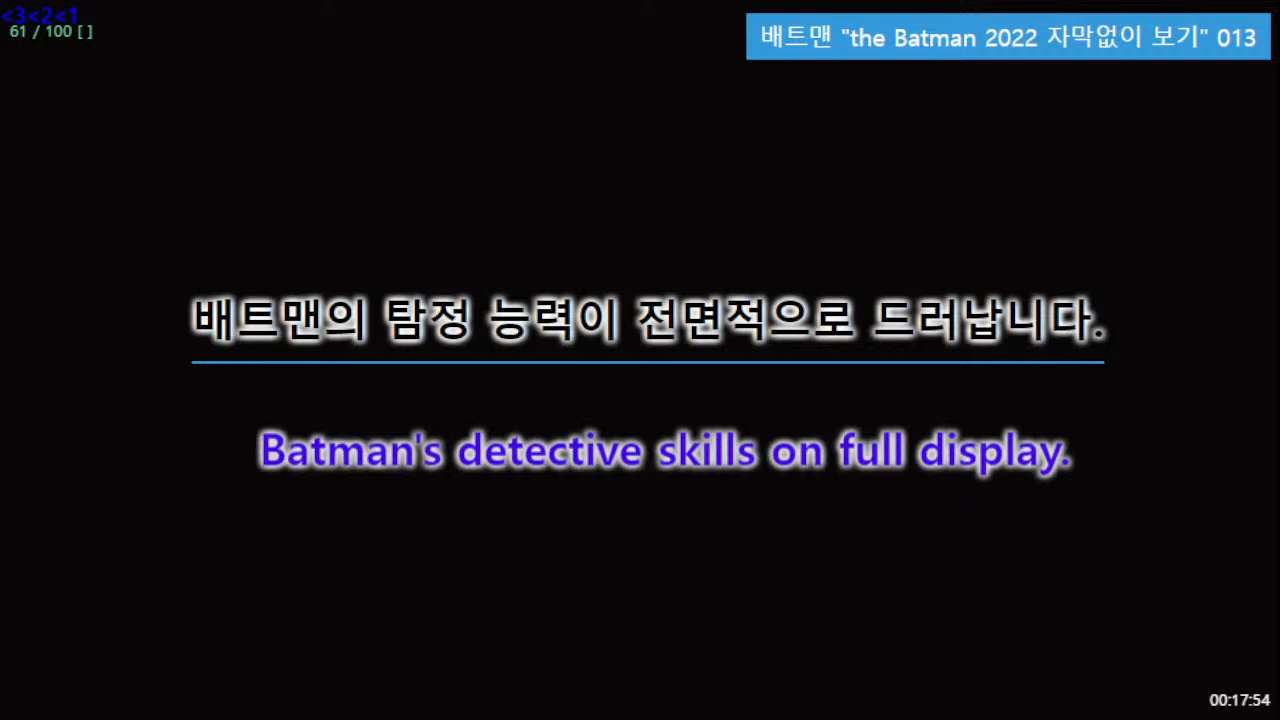 <3<2<1
61 / 100 [ ]
배트맨 "the Batman 2022 자막없이 보기" 013
배트맨의 탐정 능력이 전면적으로 드러납니다.
Batman's detective skills on full display.
00:17:54